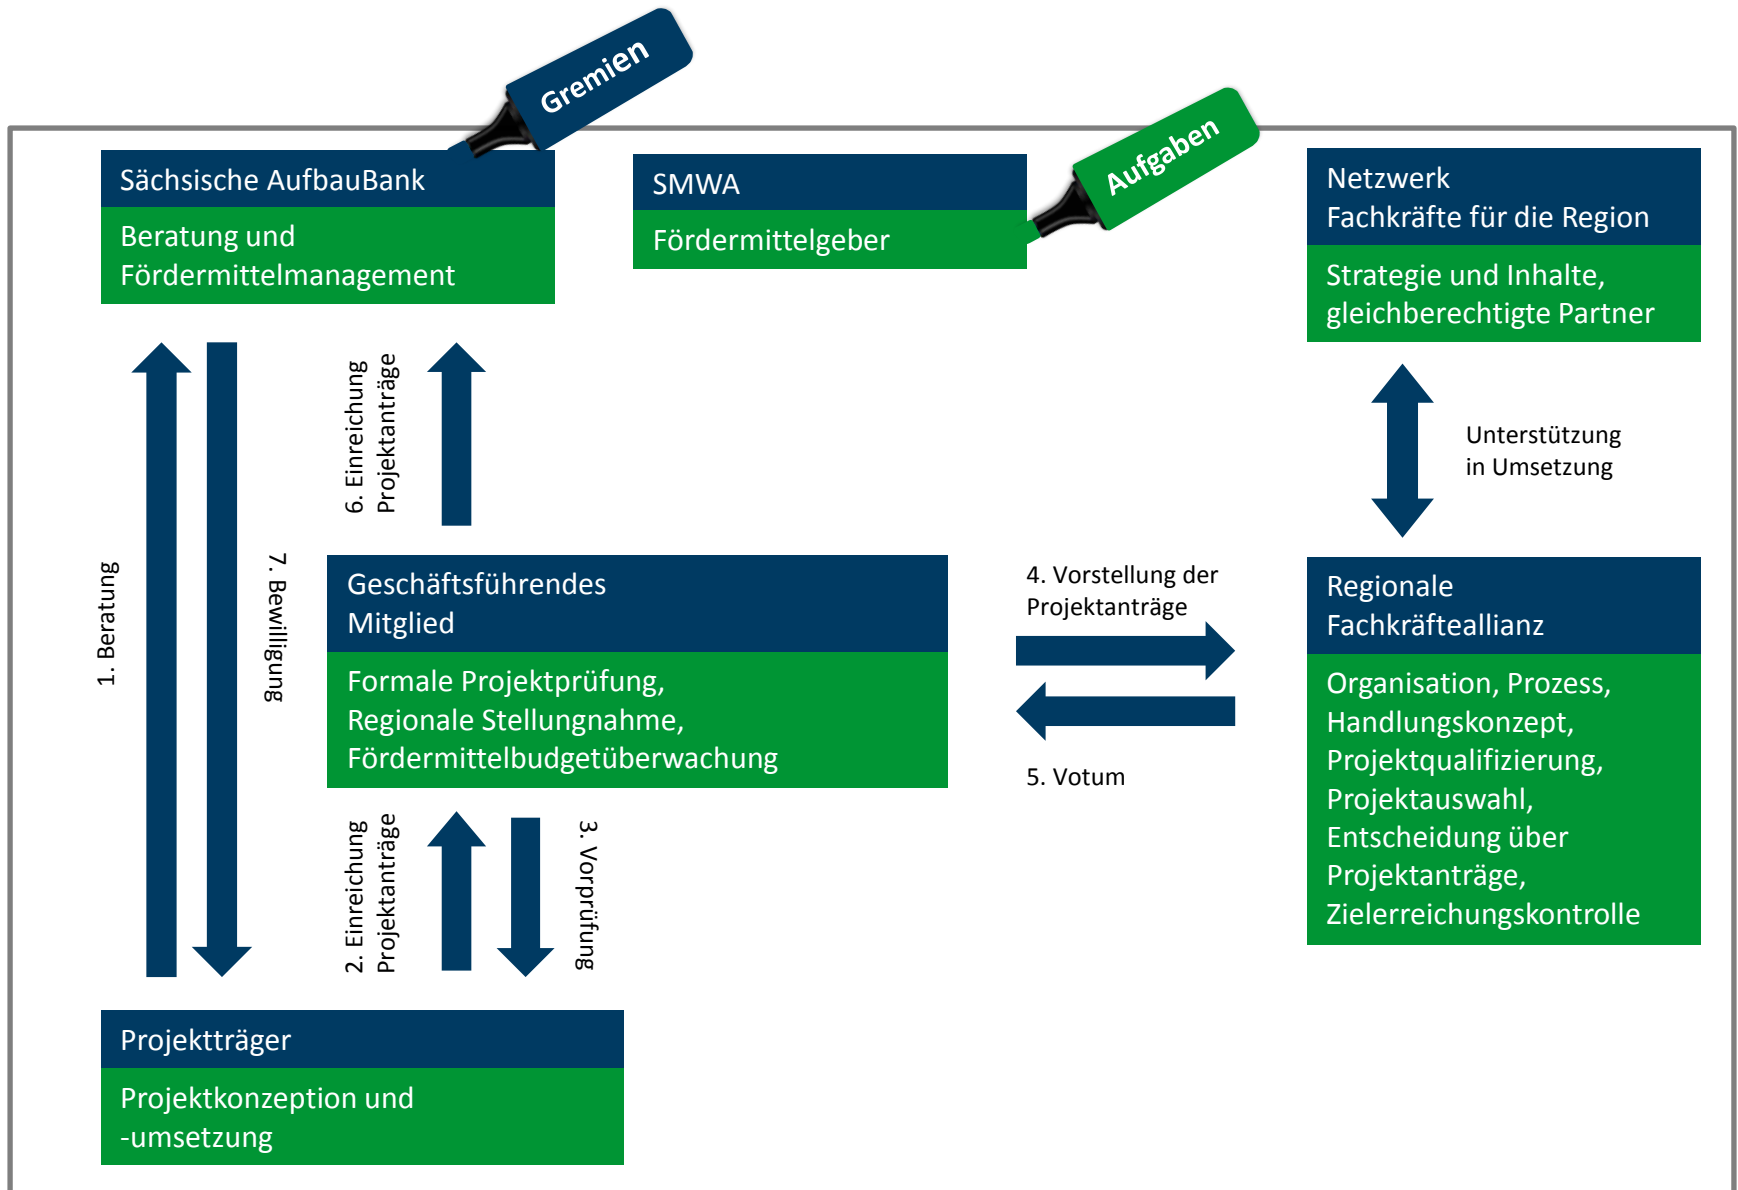 Gremien
Aufgaben
Sächsische AufbauBank
Beratung und
Fördermittelmanagement
SMWA
Fördermittelgeber
Netzwerk
Fachkräfte für die Region
Strategie und Inhalte,
gleichberechtigte Partner
1. Beratung
7. Bewilligung
6. Einreichung
Projektanträge
Unterstützung
in Umsetzung
Geschäftsführendes
Mitglied
Formale Projektprüfung,
Regionale Stellungnahme,
Fördermittelbudgetüberwachung
4. Vorstellung der
Projektanträge
5. Votum
Regionale
Fachkräfteallianz
Organisation, Prozess,
Handlungskonzept,
Projektqualifizierung,
Projektauswahl,
Entscheidung über
Projektanträge,
Zielerreichungskontrolle
2. Einreichung
Projektanträge
3. Vorprüfung
Projektträger
Projektkonzeption und
-umsetzung